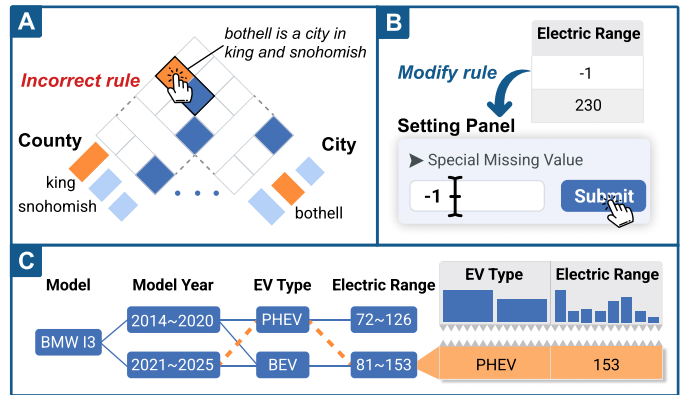 A
bothell is a city in
king and snohomish
Incorrect rule
County
City
king
snohomish
bothell
B
Electric Range
-1
230
Modify rule
Setting Panel
Special Missing Value
-1
Submit
C
Model
Model Year
EV Type
Electric Range
BMW I3
2014~2020
PHEV
72~126
2021~2025
BEV
81~153
EV Type
Electric Range
PHEV
153